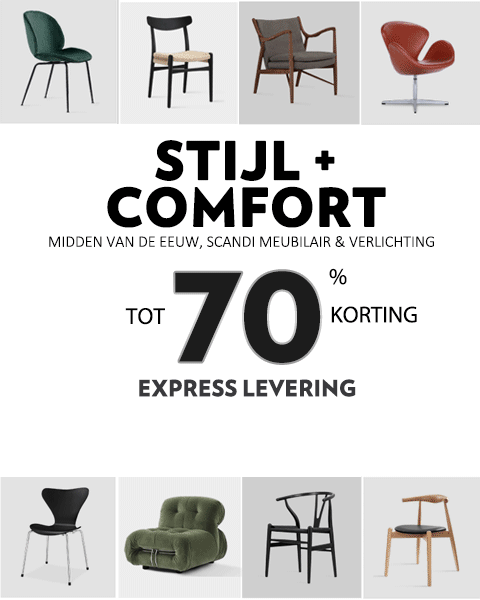 STIJL +
COMFORT
MIDDEN VAN DE EEUW, SCANDI MEUBILAIR & VERLICHTING
TOT 70 % KORTING
EXPRESS LEVERING